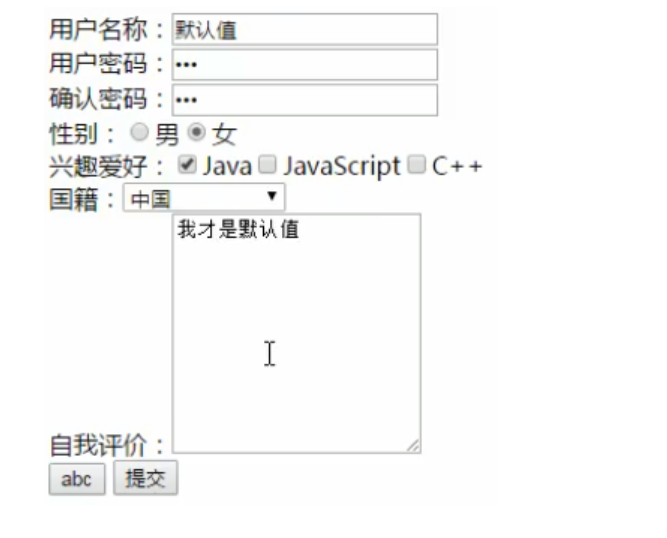 用户名称：默认值
用户密码：•••
确认密码：•••
性别：男 女
兴趣爱好：Java JavaScript C++
国籍：中国
我才是默认值
自我评价：
abc 提交